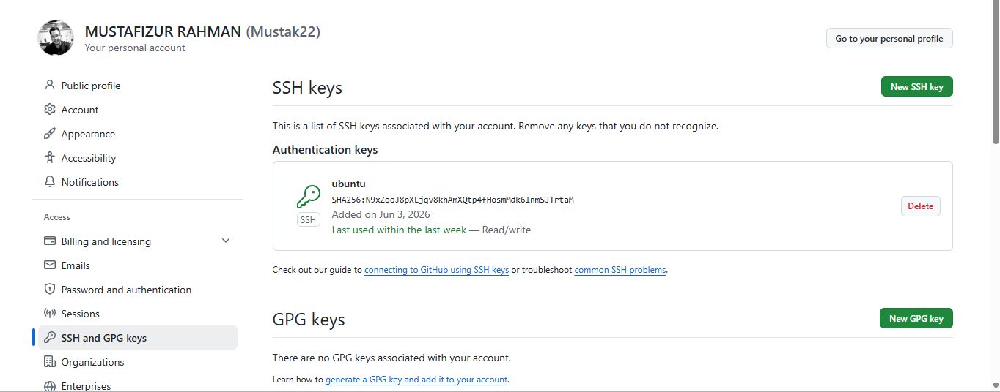 MUSTAFIZUR RAHMAN (Mustak22)
Your personal account
Go to your personal profile
Public profile
Account
Appearance
Accessibility
Notifications
Access
Billing and licensing
Emails
Password and authentication
Sessions
SSH and GPG keys
Organizations
Enterprises
SSH keys
New SSH key
This is a list of SSH keys associated with your account. Remove any keys that you do not recognize.
Authentication keys
ubuntu
SHA256:N9xZooJ8pXLjqv8khAmXQtp4fHosmMdk6lnmSJTrtaM
SSH
Added on Jun 3, 2026
Last used within the last week — Read/write
Delete
Check out our guide to connecting to GitHub using SSH keys or troubleshoot common SSH problems.
GPG keys
New GPG key
There are no GPG keys associated with your account.
Learn how to generate a GPG key and add it to your account.